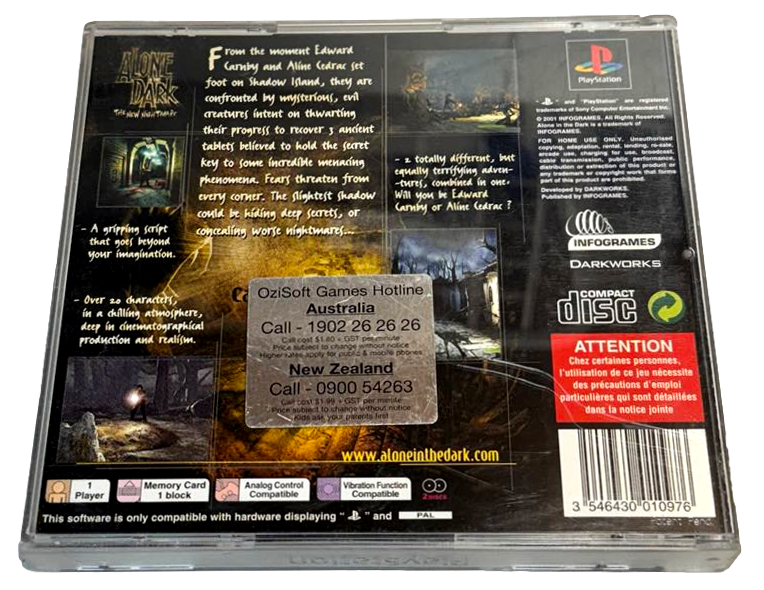 ALONE
IN THE
DARK
THE NEW NIGHTMARE
From the moment Edward
Carnby and Aline Cedrac set
foot on Shadow Island, they are
confronted by mysterious, evil
creatures intent on thwarting
their progress to recover 3 ancient
tablets believed to hold the secret
key to some incredible menacing
phenomena. Fears threaten from
every corner. The slightest shadow
could be hiding deep secrets, or
concealing worse nightmares...
- A gripping script
that goes beyond
your imagination.
- Over 20 characters,
in a chilling atmosphere,
deep in cinematographical
production and realism.
- 2 totally different, but
equally terrifying adven-
-tures, combined in one.
Will you be Edward
Carnby or Aline Cedrac ?
OziSoft Games Hotline
Australia
Call - 1902 26 26 26
Call cost $1.60 + GST per minute
Price subject to change without notice
Higher rates apply for public & mobile phones
New Zealand
Call - 0900 54263
Call cost $1.99 + GST per minute
Price subject to change without notice
Kids ask your parents first
www.aloneinthedark.com
1
Player
Memory Card
1 block
Analog Control
Compatible
Vibration Function
Compatible
2 DISCS
This software is only compatible with hardware displaying " " and PAL
PlayStation
" " and "PlayStation" are registered
trademarks of Sony Computer Entertainment Inc.
© 2001 INFOGRAMES. All Rights Reserved.
Alone in the Dark is a trademark of
INFOGRAMES.
FOR HOME USE ONLY. Unauthorised
copying, adaptation, rental, lending, re-sale,
arcade use, charging for use, broadcast,
cable transmission, public performance,
distribution or extraction of this product or
any trademark or copyright work that forms
part of this product are prohibited.
Developed by DARKWORKS.
Published by INFOGRAMES.
INFOGRAMES
DARKWORKS
COMPACT
disc
ATTENTION
Chez certaines personnes,
l'utilisation de ce jeu nécessite
des précautions d'emploi
particulières qui sont détaillées
dans la notice jointe
3 546430 010976
Patent Pend.
PlayStation